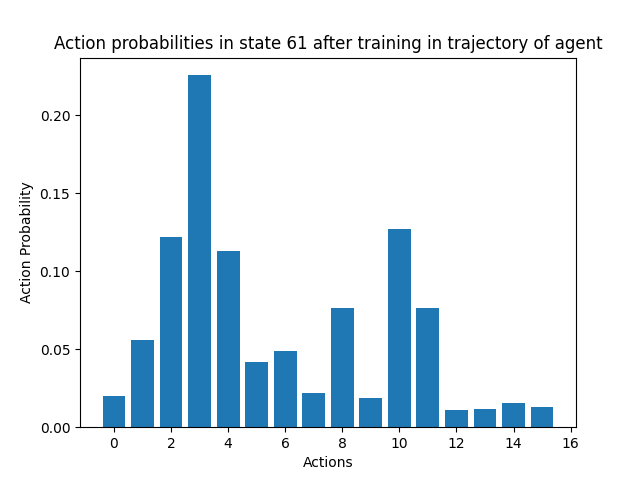 Action probabilities in state 61 after training in trajectory of agent
Action Probability
0.20
0.15
0.10
0.05
0.00
0 2 4 6 8 10 12 14 16
Actions